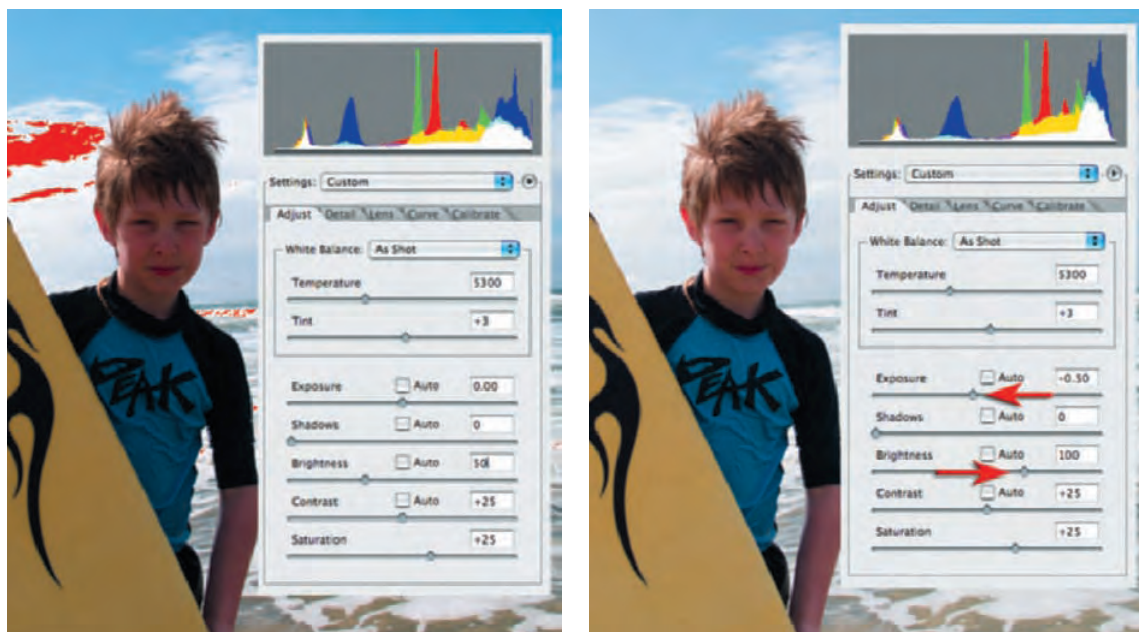 Settings: Custom
Adjust Detail Lens Curve Calibrate
White Balance: As Shot
Temperature 5300
Tint +3
Exposure Auto 0.00
Shadows Auto 0
Brightness Auto 50
Contrast Auto +25
Saturation +25
PEAK
Settings: Custom
Adjust Detail Lens Curve Calibrate
White Balance: As Shot
Temperature 5300
Tint +3
Exposure Auto -0.50
Shadows Auto 0
Brightness Auto 100
Contrast Auto +25
Saturation +25
PEAK